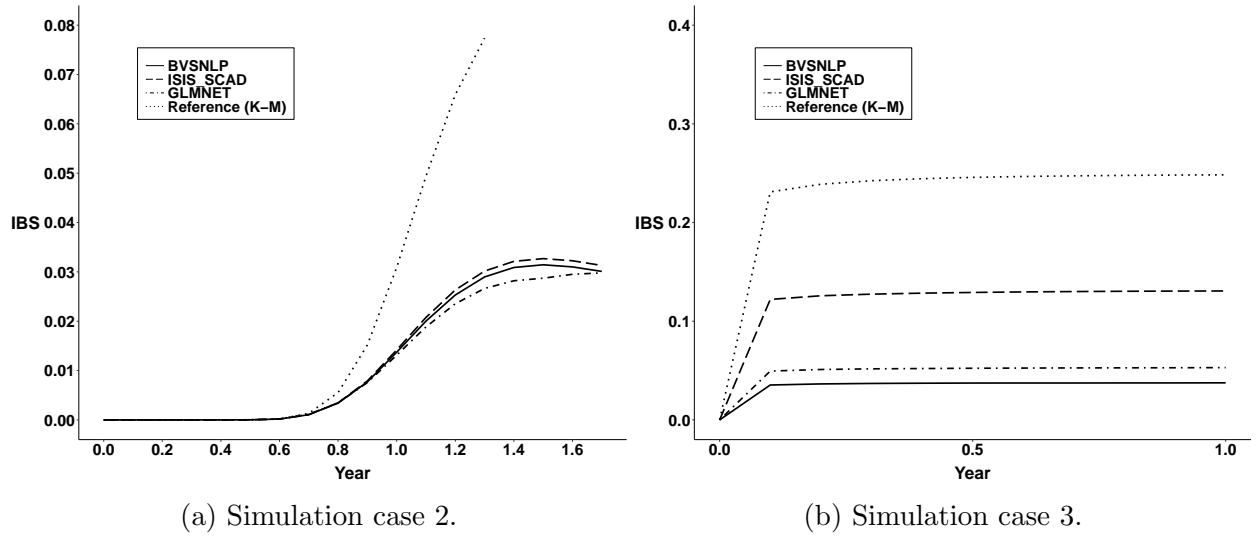 0.08
0.07
0.06
0.05
IBS 0.04
0.03
0.02
0.01
0.00
BVSNLP
ISIS_SCAD
GLMNET
Reference (K−M)
0.0 0.2 0.4 0.6 0.8 1.0 1.2 1.4 1.6
Year
(a) Simulation case 2.
0.4
0.3
IBS 0.2
0.1
0.0
BVSNLP
ISIS_SCAD
GLMNET
Reference (K−M)
0.0 0.5 1.0
Year
(b) Simulation case 3.